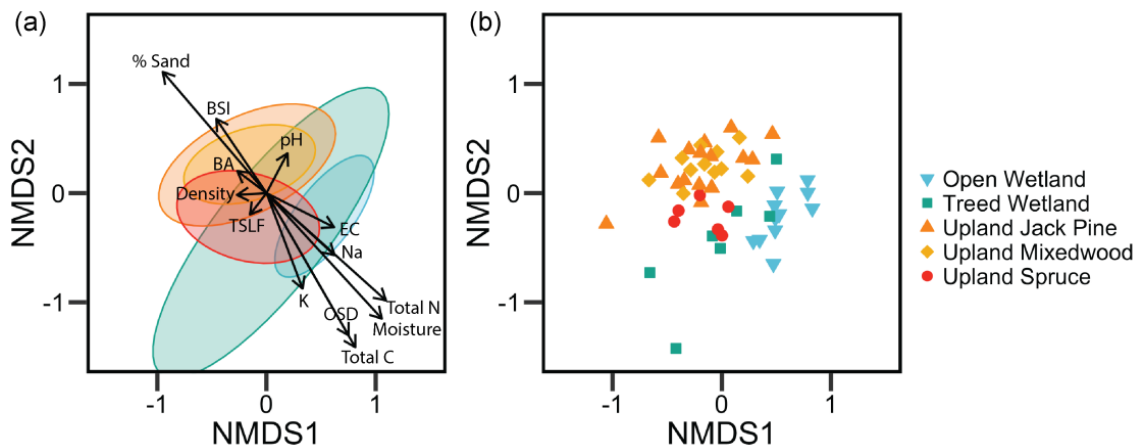 (a)
NMDS2
1
0
-1
% Sand
BSI
pH
BA
Density
TSLF
EC
Na
K
Total N
OSD
Moisture
Total C
-1
0
1
NMDS1
(b)
NMDS2
1
0
-1
-1
0
1
NMDS1
Open Wetland
Treed Wetland
Upland Jack Pine
Upland Mixedwood
Upland Spruce